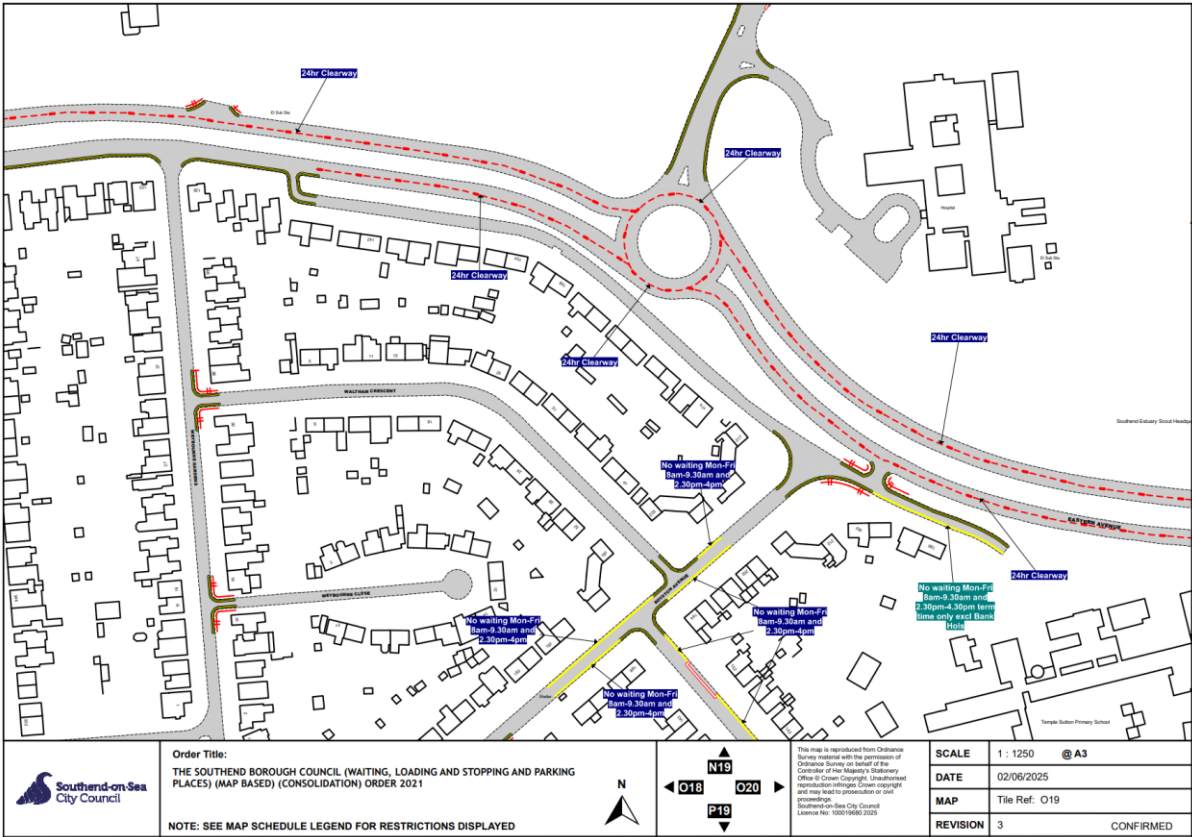 24hr Clearway
El Sub Sta
24hr Clearway
Hospital
El Sub Sta
24hr Clearway
24hr Clearway
24hr Clearway
WALTHAM CRESCENT
Southend Estuary Scout Headqu
No waiting Mon-Fri
8am-9.30am and
2.30pm-4pm
EASTERN AVENUE
24hr Clearway
No waiting Mon-Fri
8am-9.30am and
2.30pm-4.30pm term
time only excl Bank
Hols
No waiting Mon-Fri
8am-9.30am and
2.30pm-4pm
No waiting Mon-Fri
8am-9.30am and
2.30pm-4pm
No waiting Mon-Fri
8am-9.30am and
2.30pm-4pm
Shelter
Temple Sutton Primary School
Southend-on-Sea
City Council
Order Title:
THE SOUTHEND BOROUGH COUNCIL (WAITING, LOADING AND STOPPING AND PARKING
PLACES) (MAP BASED) (CONSOLIDATION) ORDER 2021
NOTE: SEE MAP SCHEDULE LEGEND FOR RESTRICTIONS DISPLAYED
N
N19
O18
O20
P19
This map is reproduced from Ordnance
Survey material with the permission of
Ordnance Survey on behalf of the
Controller of Her Majesty's Stationery
Office © Crown Copyright. Unauthorised
reproduction infringes Crown copyright
and may lead to prosecution or civil
proceedings.
Southend-on-Sea City Council
Licence No: 100019680 2025
SCALE 1 : 1250 @ A3
DATE 02/06/2025
MAP Tile Ref: O19
REVISION 3 CONFIRMED